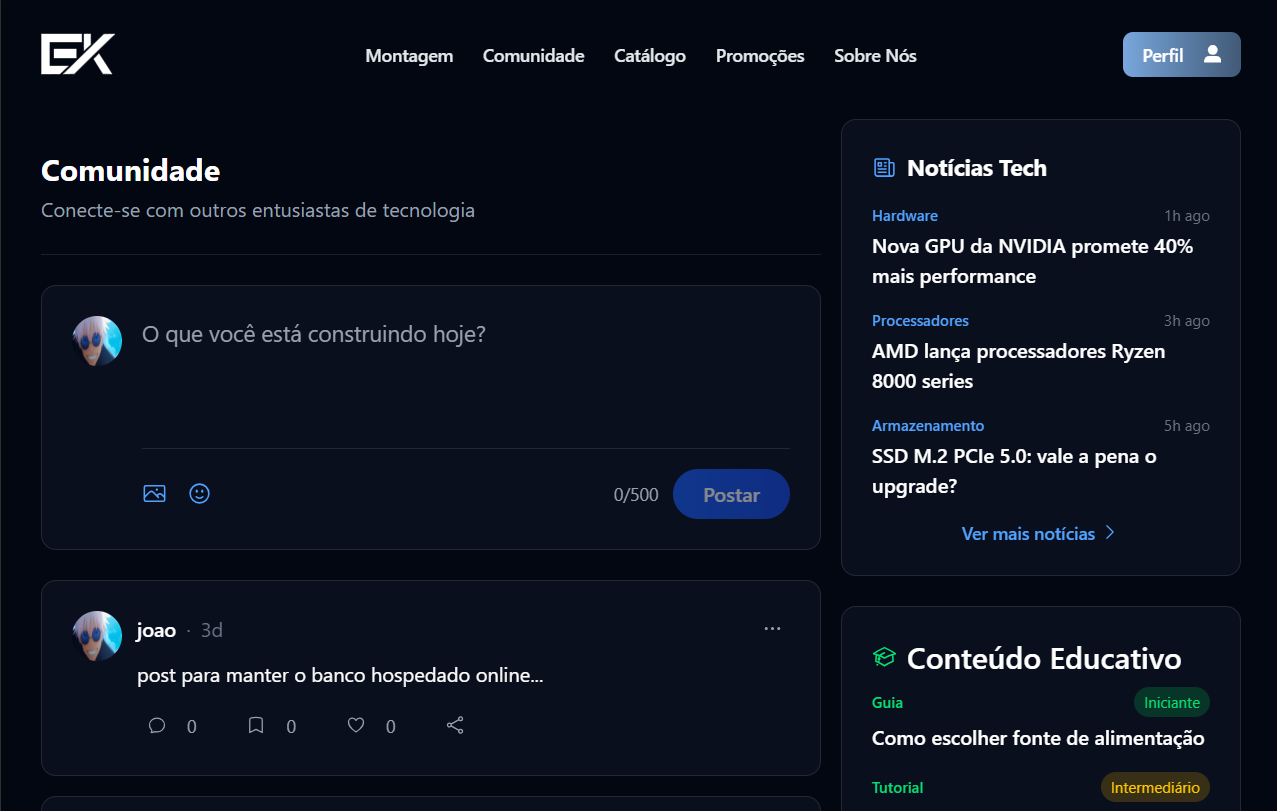 EK
Montagem Comunidade Catálogo Promoções Sobre Nós
Perfil
Comunidade
Conecte-se com outros entusiastas de tecnologia
O que você está construindo hoje?
0/500 Postar
joao · 3d
post para manter o banco hospedado online...
0 0 0
Notícias Tech
Hardware 1h ago
Nova GPU da NVIDIA promete 40%
mais performance
Processadores 3h ago
AMD lança processadores Ryzen
8000 series
Armazenamento 5h ago
SSD M.2 PCIe 5.0: vale a pena o
upgrade?
Ver mais notícias
Conteúdo Educativo
Guia Iniciante
Como escolher fonte de alimentação
Tutorial Intermediário